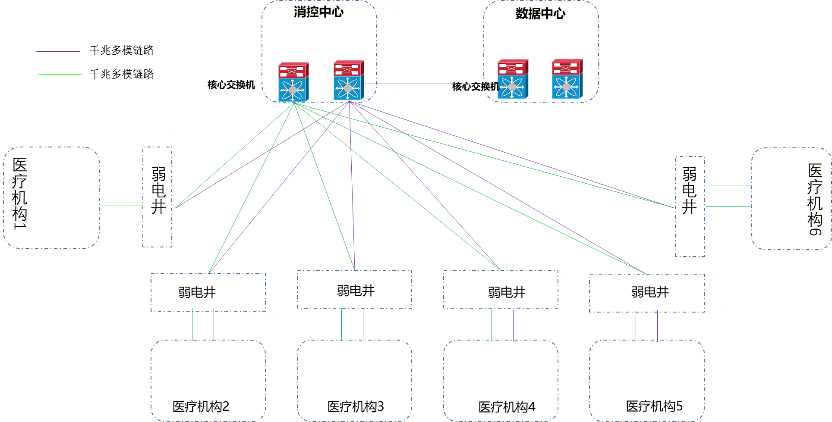 消控中心
数据中心
千兆多模链路
千兆多模链路
核心交换机
核心交换机
医疗机构1
弱电井
弱电井
医疗机构6
弱电井
弱电井
弱电井
弱电井
医疗机构2
医疗机构3
医疗机构4
医疗机构5